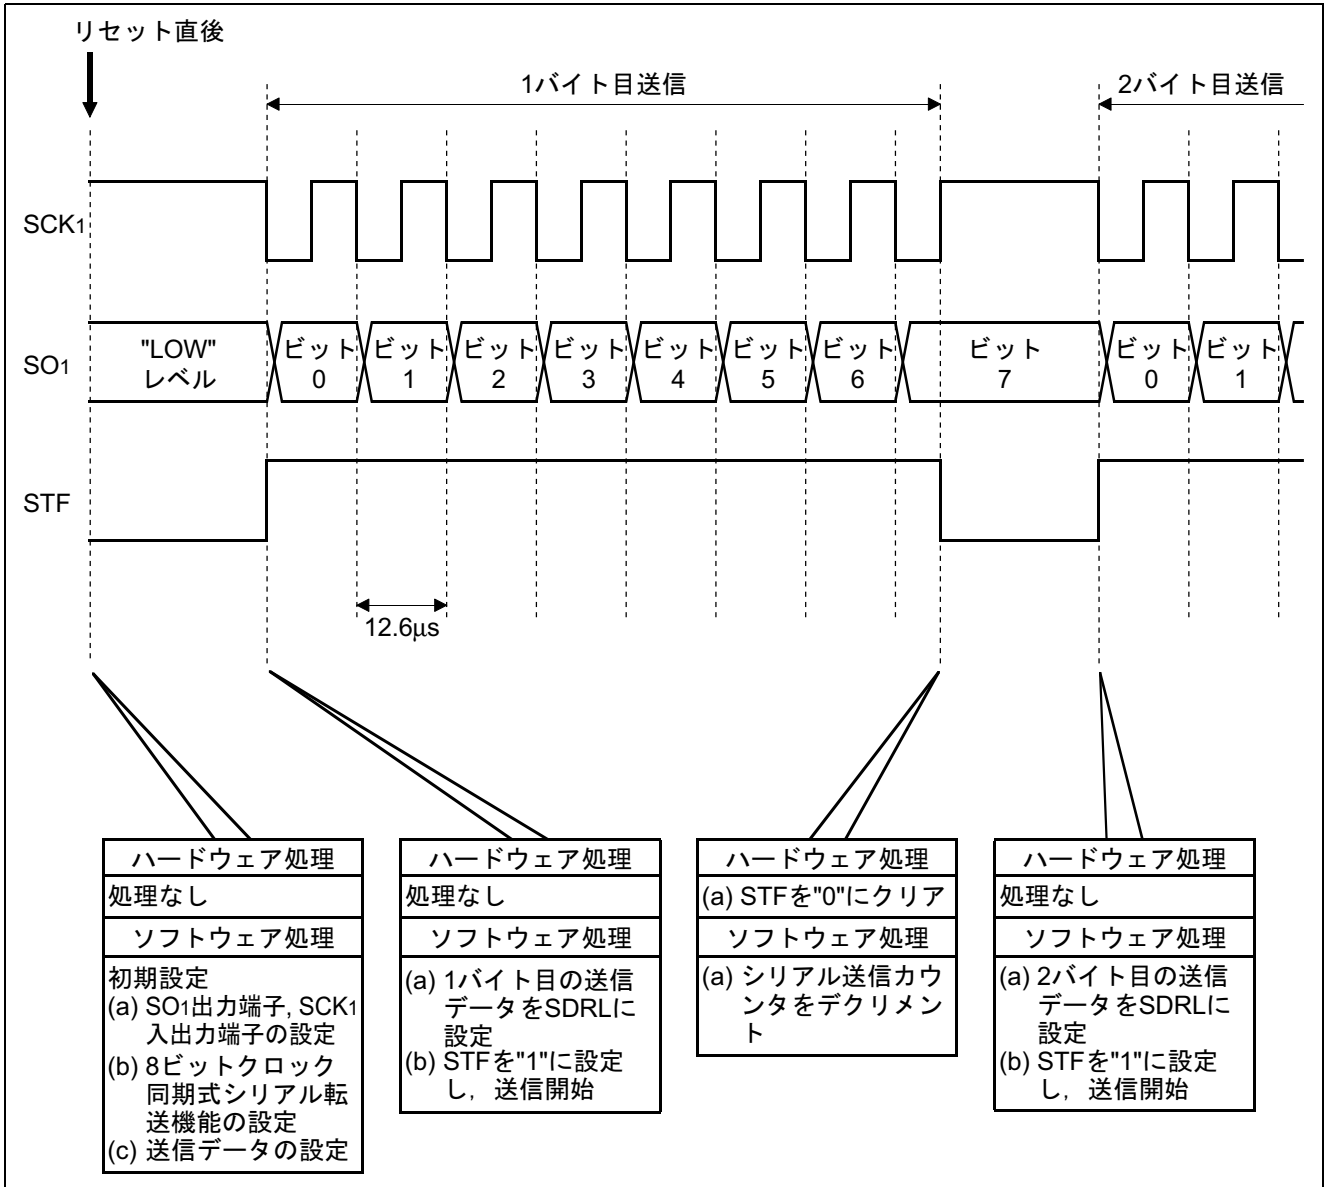 リセット直後
1バイト目送信
2バイト目送信
SCK1
SO1
"LOW"
レベル
ビット
0
ビット
1
ビット
2
ビット
3
ビット
4
ビット
5
ビット
6
ビット
7
ビット
0
ビット
1
STF
12.6μs
ハードウェア処理
処理なし
ソフトウェア処理
初期設定
(a) SO1出力端子, SCK1
入出力端子の設定
(b) 8ビットクロック
同期式シリアル転
送機能の設定
(c) 送信データの設定
ハードウェア処理
処理なし
ソフトウェア処理
(a) 1バイト目の送信
データをSDRLに
設定
(b) STFを"1"に設定
し，送信開始
ハードウェア処理
(a) STFを"0"にクリア
ソフトウェア処理
(a) シリアル送信カウ
ンタをデクリメン
ト
ハードウェア処理
処理なし
ソフトウェア処理
(a) 2バイト目の送信
データをSDRLに
設定
(b) STFを"1"に設定
し，送信開始